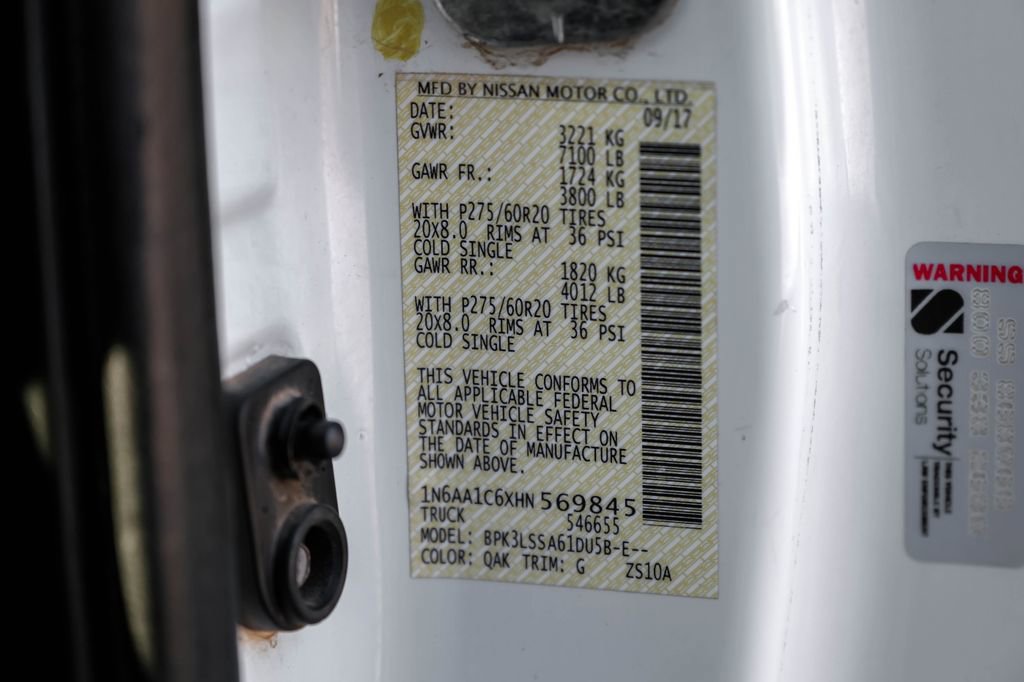 MFD BY NISSAN MOTOR CO., LTD.
DATE: 09/17
GVWR: 3221 KG
7100 LB
GAWR FR.: 1724 KG
3800 LB
WITH P275/60R20 TIRES
20X8.0 RIMS AT 36 PSI
COLD SINGLE
GAWR RR.: 1820 KG
4012 LB
WITH P275/60R20 TIRES
20X8.0 RIMS AT 36 PSI
COLD SINGLE
THIS VEHICLE CONFORMS TO
ALL APPLICABLE FEDERAL
MOTOR VEHICLE SAFETY
STANDARDS IN EFFECT ON
THE DATE OF MANUFACTURE
SHOWN ABOVE.
1N6AA1C6XHN 569845
TRUCK 546655
MODEL: BPK3LSSA61DU5B-E--
COLOR: QAK TRIM: G ZS10A
WARNING
Security
Solutions